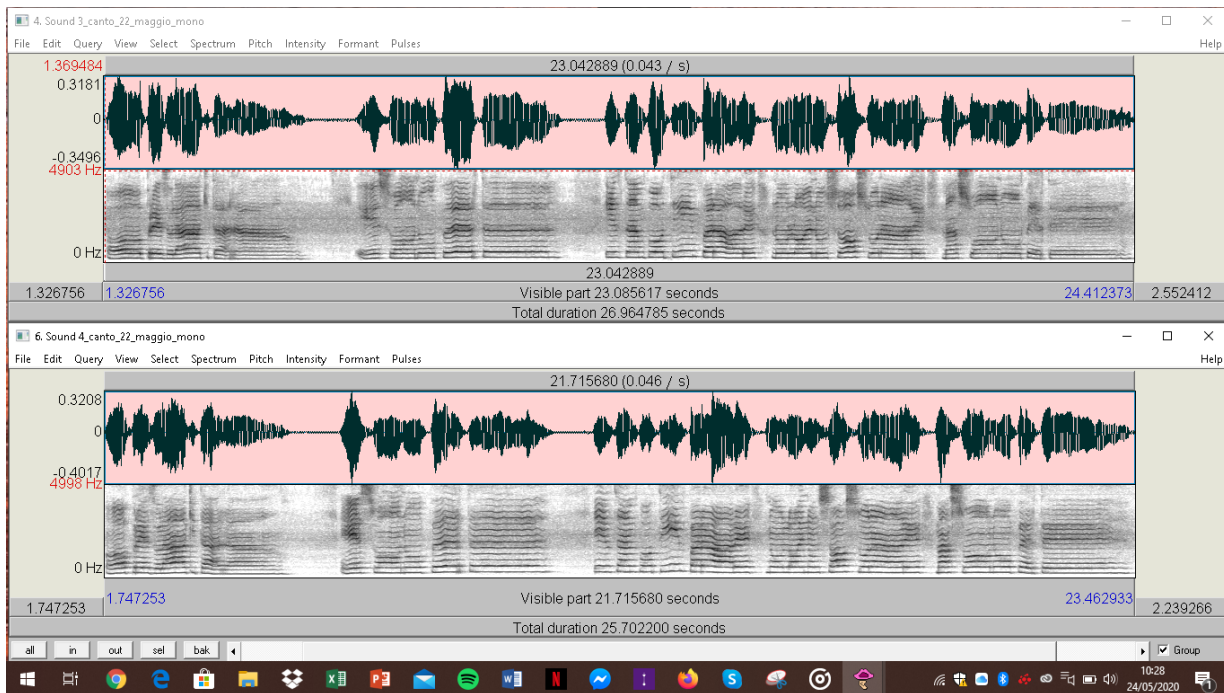 4. Sound 3_canto_22_maggio_mono
File Edit Query View Select Spectrum Pitch Intensity Formant Pulses Help
1.369484 23.042889 (0.043 / s)
0.3181
0
-0.3496
4903 Hz
0 Hz
23.042889
1.326756 1.326756 Visible part 23.085617 seconds 24.412373 2.552412
Total duration 26.964785 seconds
6. Sound 4_canto_22_maggio_mono
File Edit Query View Select Spectrum Pitch Intensity Formant Pulses Help
21.715680 (0.046 / s)
0.3208
0
-0.4017
4998 Hz
0 Hz
1.747253 1.747253 Visible part 21.715680 seconds 23.462933 2.239266
Total duration 25.702200 seconds
all in out sel bak Group
10:28
24/05/2020